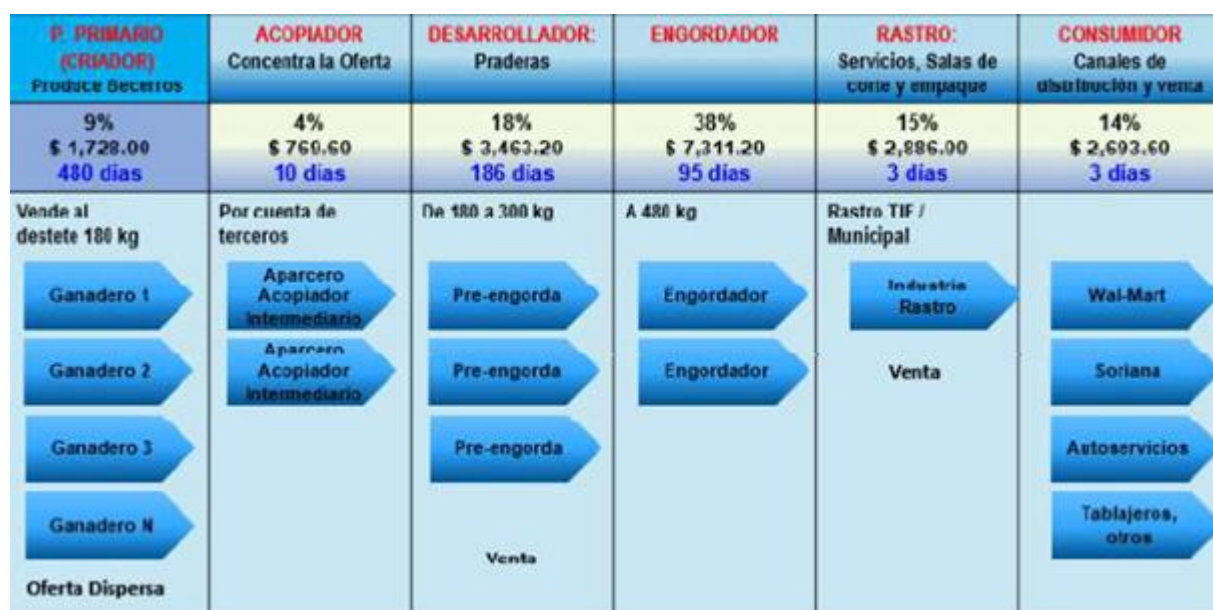 P. PRIMARIO
(CRIADOR)
Produce Becerros
ACOPIADOR
Concentra la Oferta
DESARROLLADOR:
Praderas
ENGORDADOR
RASTRO:
Servicios, Salas de
corte y empaque
CONSUMIDOR
Canales de
distribución y venta
9%
$ 1,728.00
480 días
4%
$ 769.60
10 días
18%
$ 3,463.20
186 días
38%
$ 7,311.20
95 días
15%
$ 2,886.00
3 días
14%
$ 2,693.60
3 días
Vende al
destete 180 kg
Por cuenta de
terceros
De 180 a 300 kg
A 480 kg
Rastro TIF /
Municipal
Ganadero 1
Ganadero 2
Ganadero 3
Ganadero N
Oferta Dispersa
Aparcero
Acopiador
Intermediario
Aparcero
Acopiador
Intermediario
Pre-engorda
Pre-engorda
Pre-engorda
Venta
Engordador
Engordador
Industria
Rastro
Venta
Wal-Mart
Soriana
Autoservicios
Tablajeros,
otros